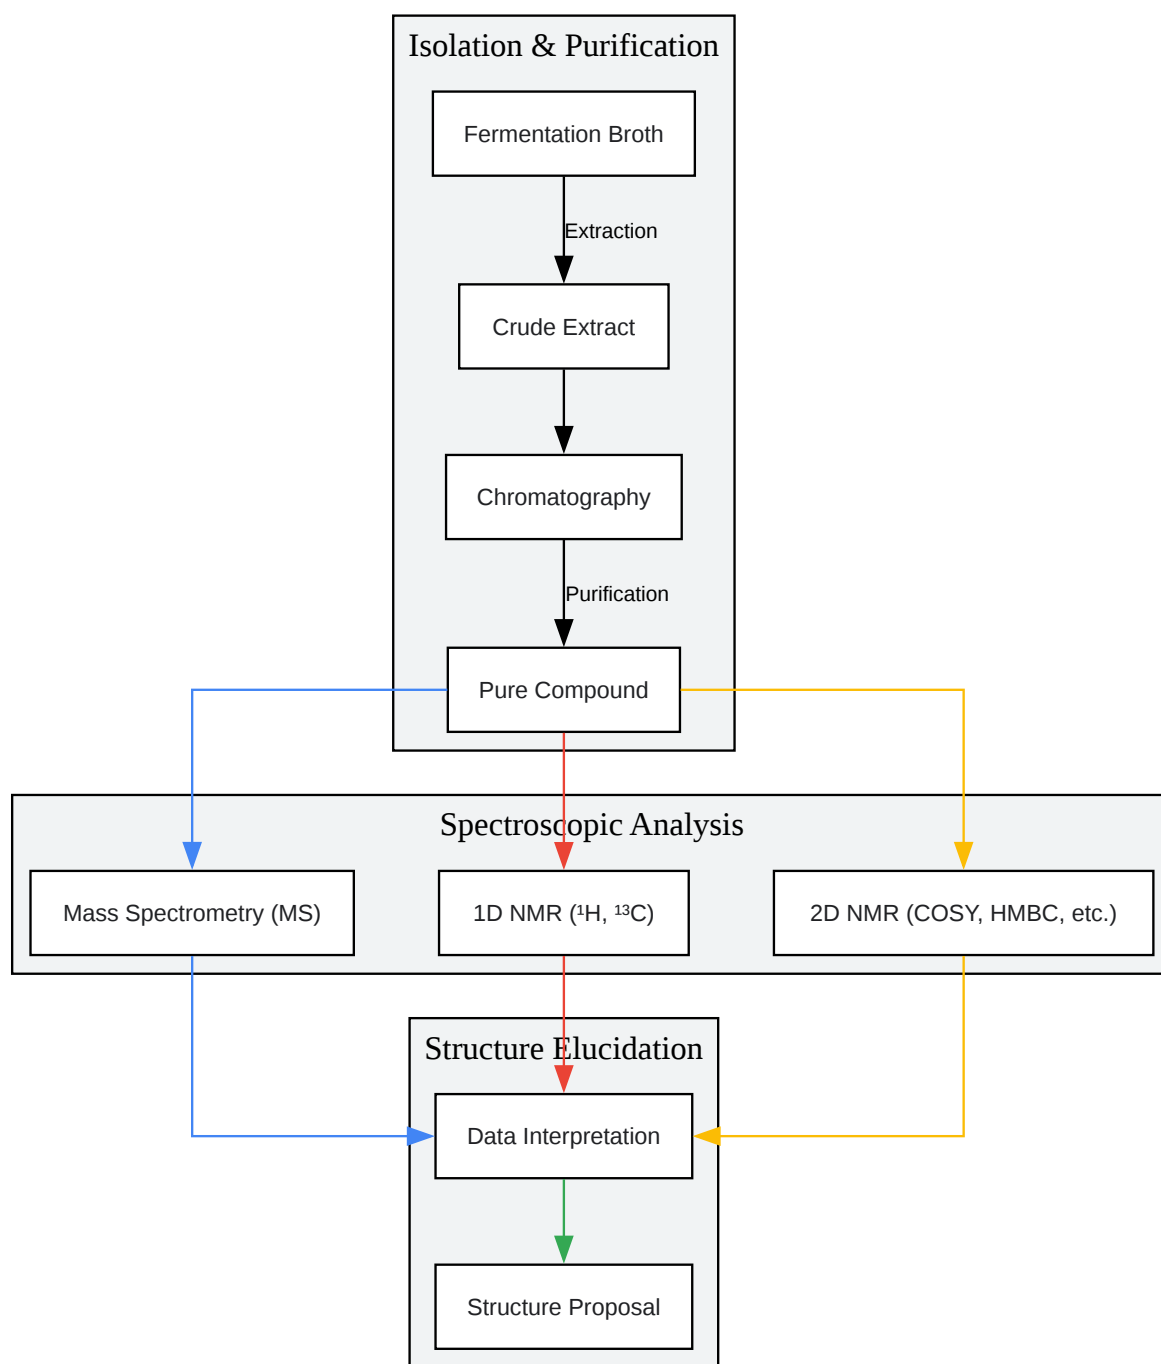 Isolation & Purification
Fermentation Broth
Extraction
Crude Extract
Chromatography
Purification
Pure Compound
Spectroscopic Analysis
Mass Spectrometry (MS)
1D NMR (¹H, ¹³C)
2D NMR (COSY, HMBC, etc.)
Structure Elucidation
Data Interpretation
Structure Proposal